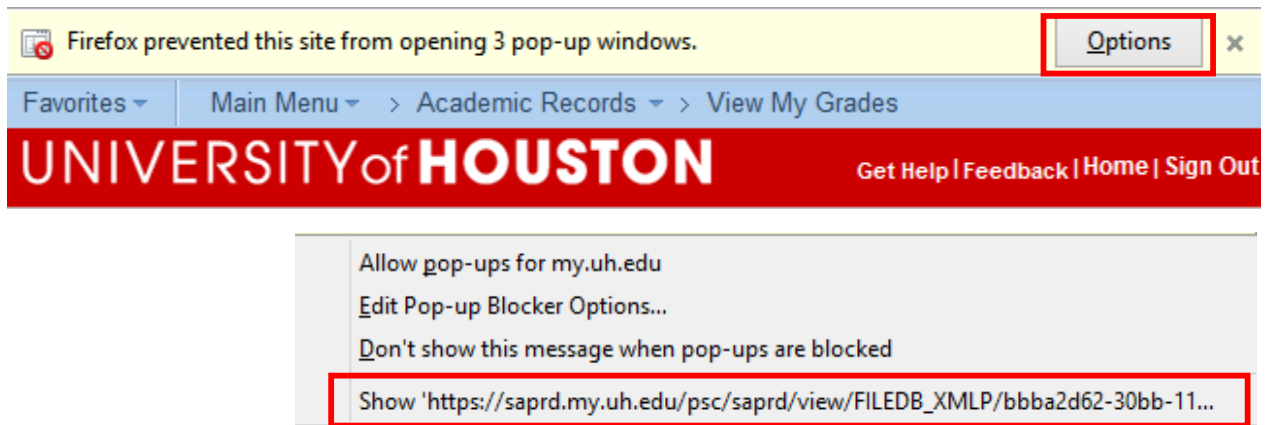 Firefox prevented this site from opening 3 pop-up windows. Options
Favorites Main Menu > Academic Records > View My Grades
UNIVERSITYof HOUSTON Get Help | Feedback | Home | Sign Out
Allow pop-ups for my.uh.edu
Edit Pop-up Blocker Options...
Don't show this message when pop-ups are blocked
Show 'https://saprd.my.uh.edu/psc/saprd/view/FILEDB_XMLP/bbba2d62-30bb-11...